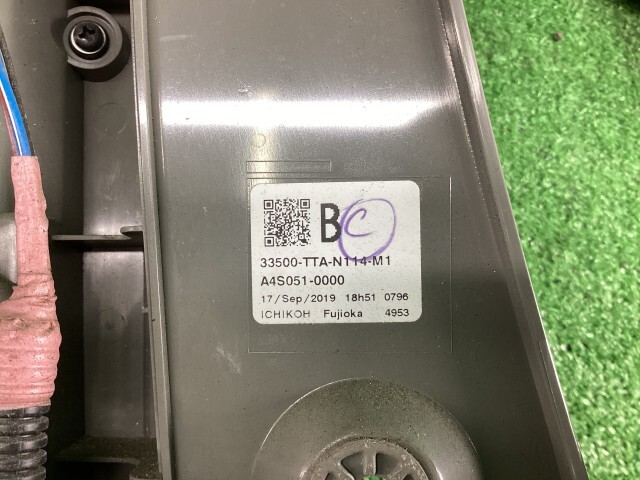 BC
33500-TTA-N114-M1
A4S051-0000
17/Sep/2019 18h51 0796
ICHIKOH Fujioka 4953